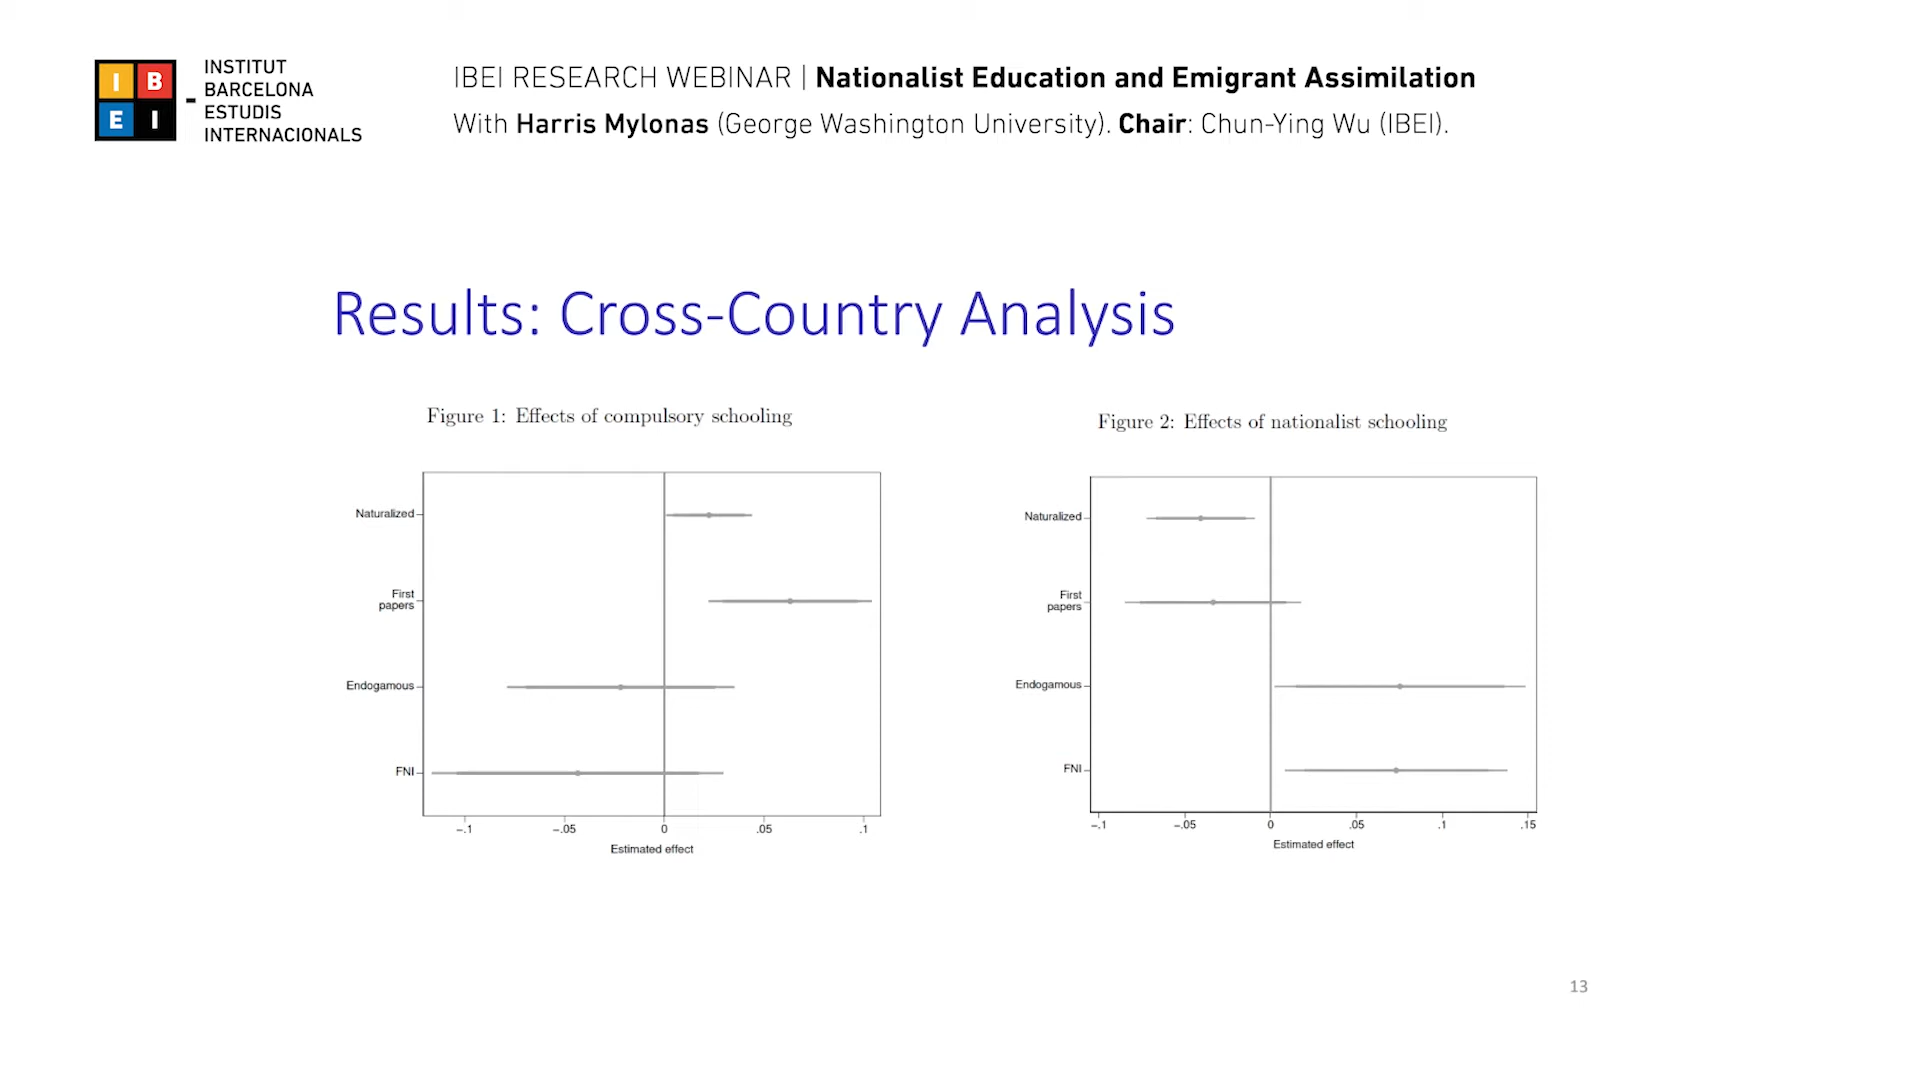 I B
E I
INSTITUT
BARCELONA
ESTUDIS
INTERNACIONALS
IBEI RESEARCH WEBINAR | Nationalist Education and Emigrant Assimilation
With Harris Mylonas (George Washington University). Chair: Chun-Ying Wu (IBEI).
Results: Cross-Country Analysis
Figure 1: Effects of compulsory schooling
Naturalized
First
papers
Endogamous
FNI
−.1 −.05 0 .05 .1
Estimated effect
Figure 2: Effects of nationalist schooling
Naturalized
First
papers
Endogamous
FNI
−.1 −.05 0 .05 .1 .15
Estimated effect
13